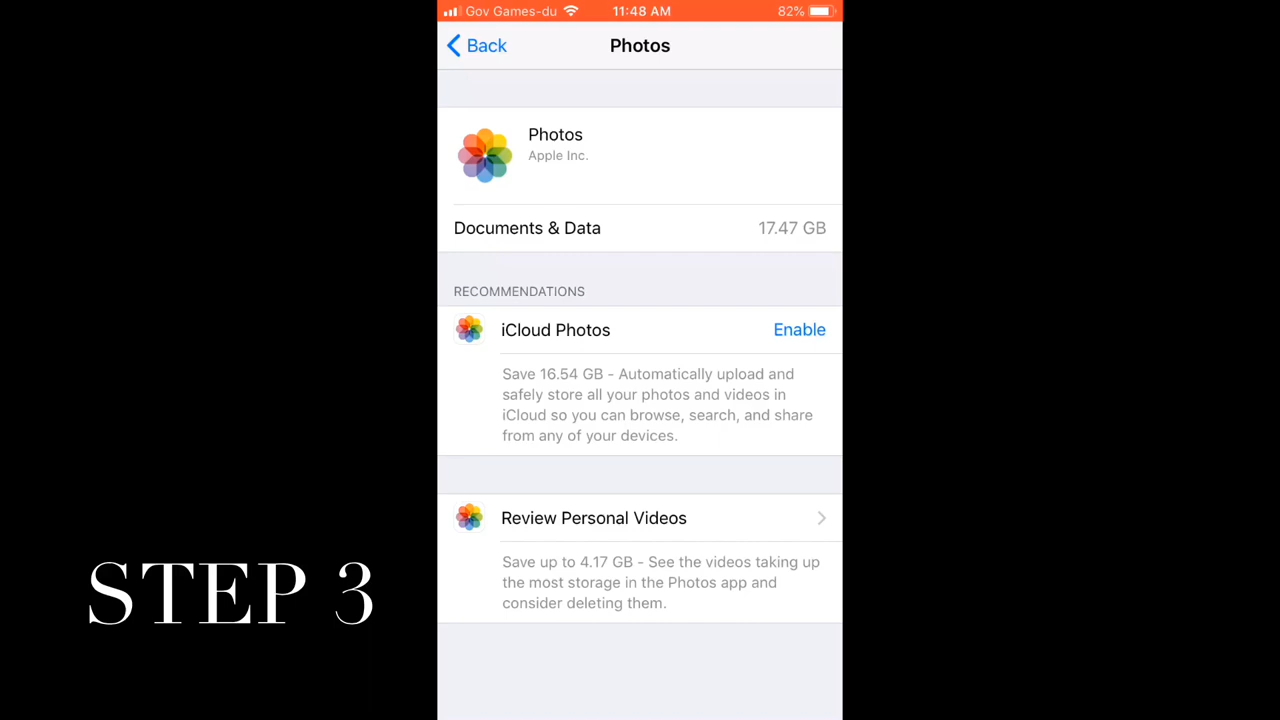 Gov Games-du 11:48 AM 82%
Back Photos
Photos
Apple Inc.
Documents & Data 17.47 GB
RECOMMENDATIONS
iCloud Photos Enable
Save 16.54 GB - Automatically upload and
safely store all your photos and videos in
iCloud so you can browse, search, and share
from any of your devices.
Review Personal Videos
Save up to 4.17 GB - See the videos taking up
the most storage in the Photos app and
consider deleting them.
STEP 3